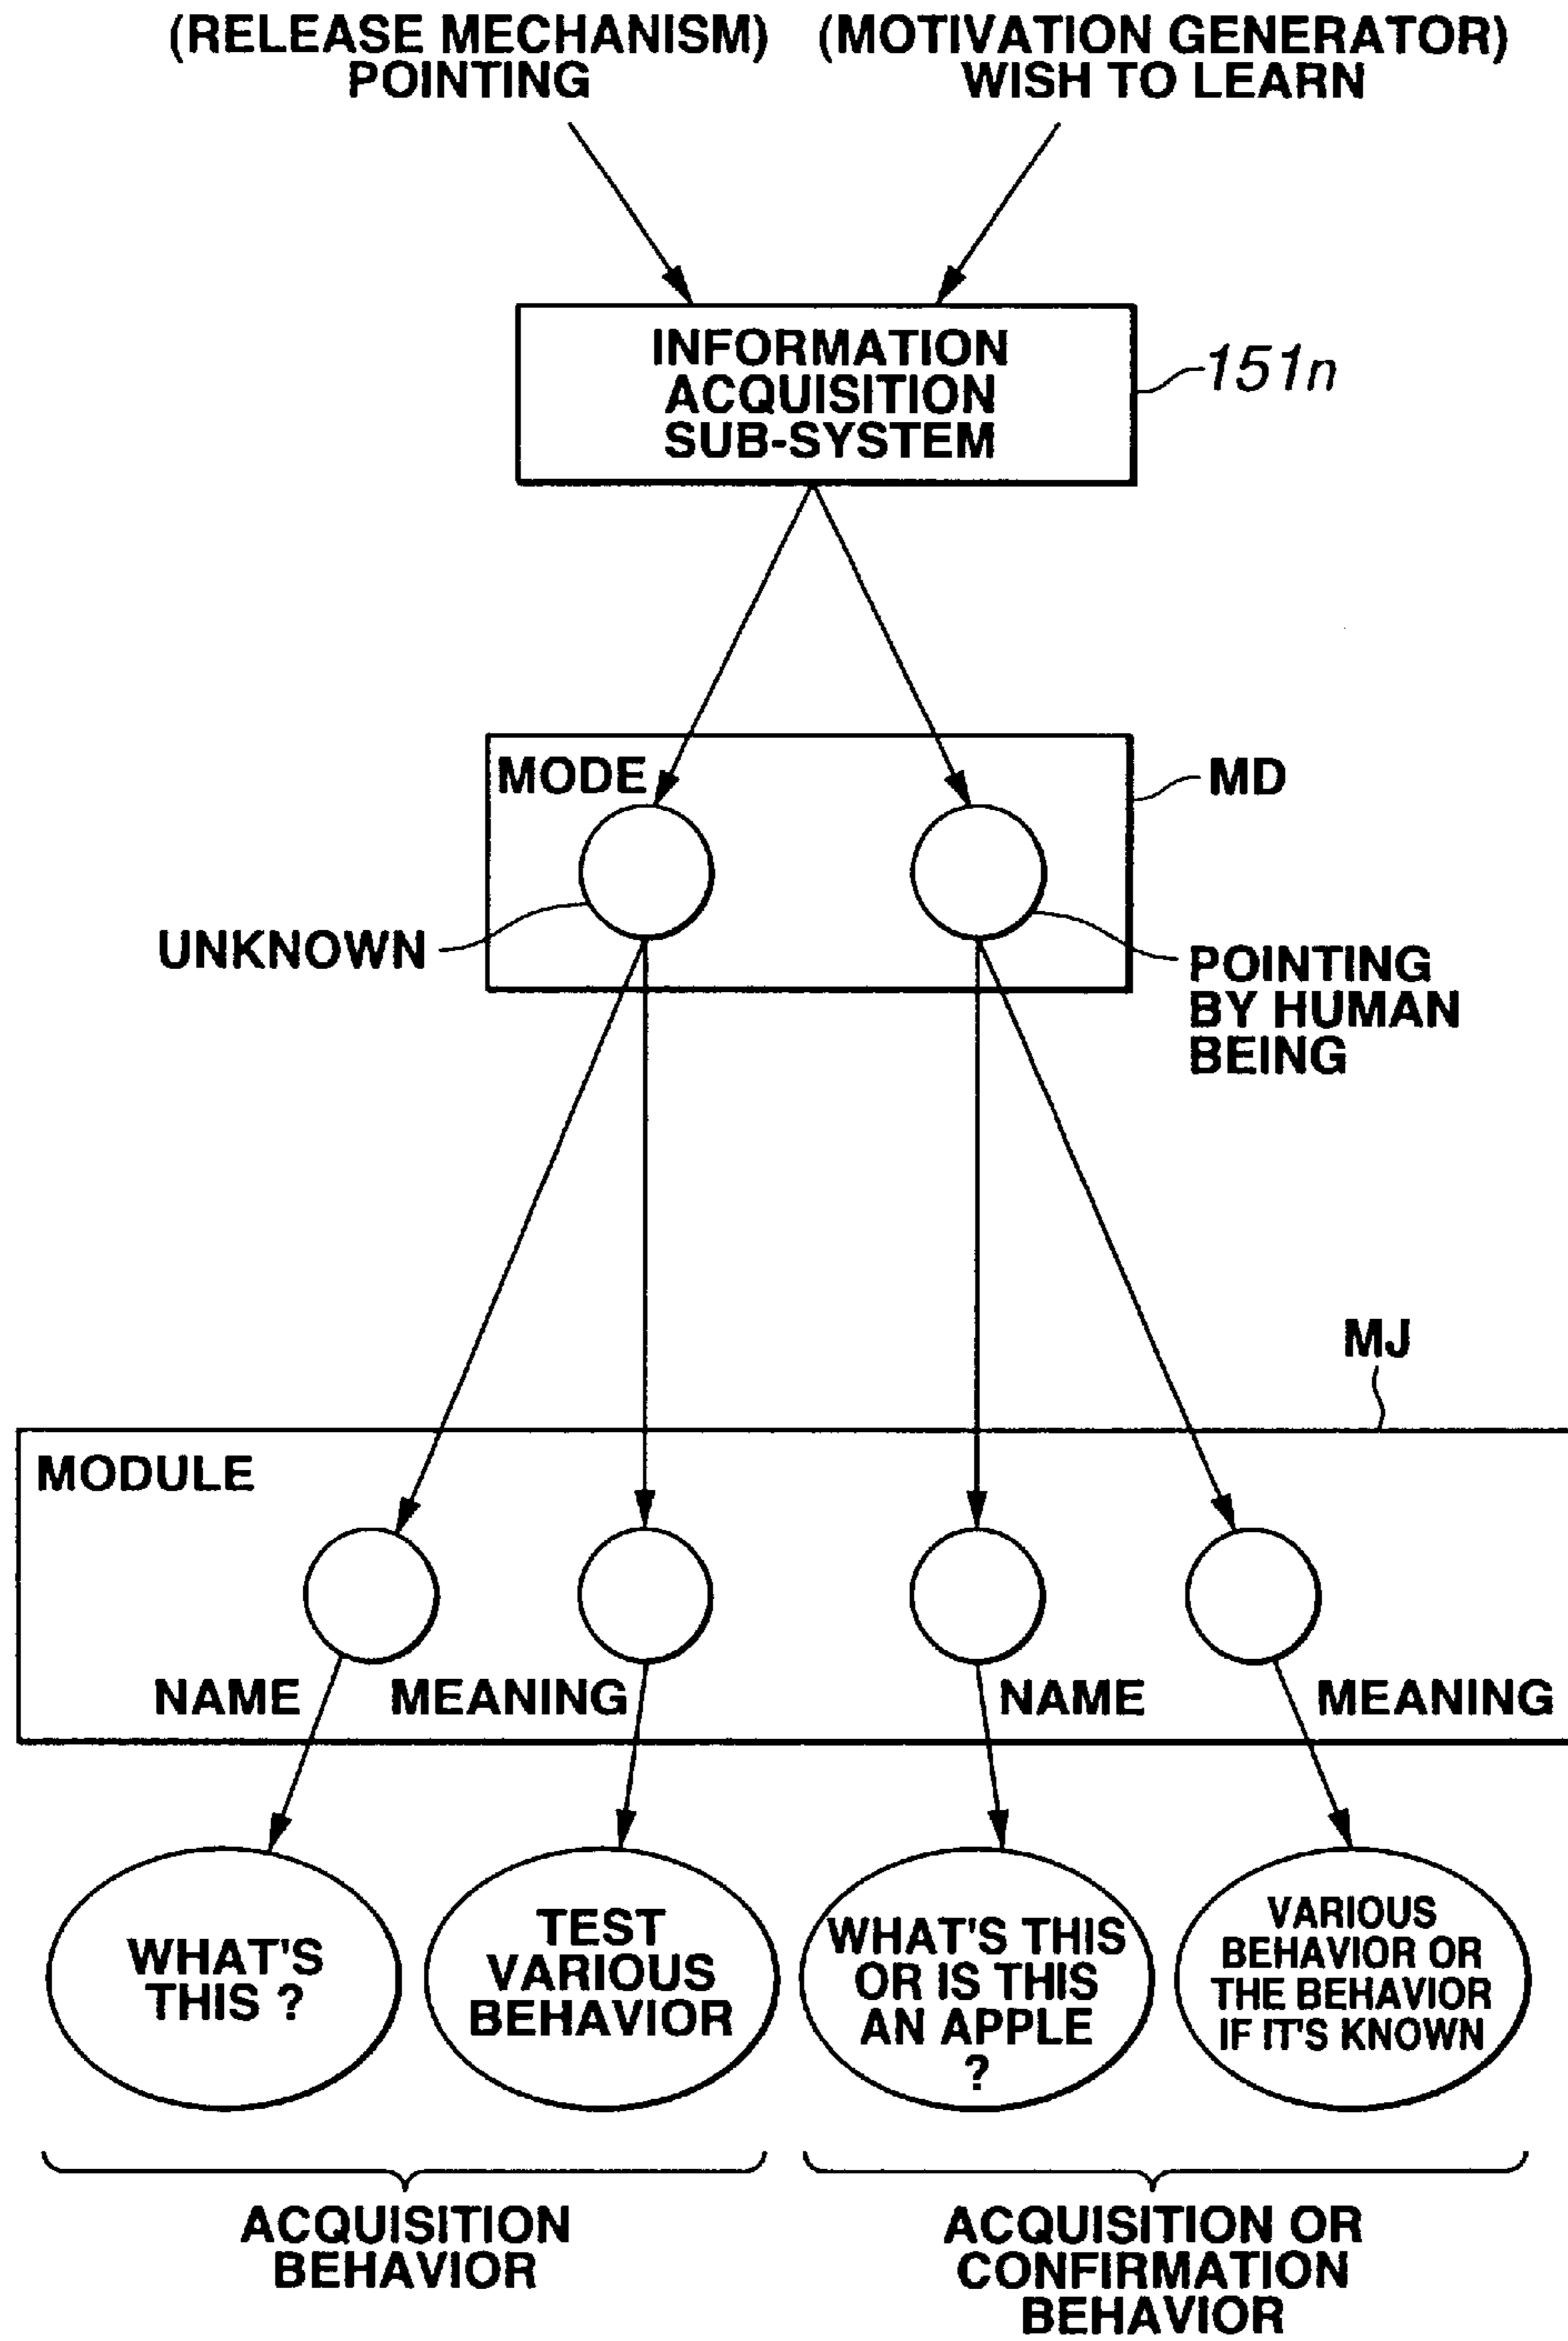 (RELEASE MECHANISM)
POINTING
(MOTIVATION GENERATOR)
WISH TO LEARN
INFORMATION
ACQUISITION
SUB-SYSTEM
151n
MODE
MD
UNKNOWN
POINTING
BY HUMAN
BEING
MJ
MODULE
NAME
MEANING
NAME
MEANING
WHAT'S
THIS ?
TEST
VARIOUS
BEHAVIOR
WHAT'S THIS
OR IS THIS
AN APPLE
?
VARIOUS
BEHAVIOR OR
THE BEHAVIOR
IF IT'S KNOWN
ACQUISITION
BEHAVIOR
ACQUISITION OR
CONFIRMATION
BEHAVIOR